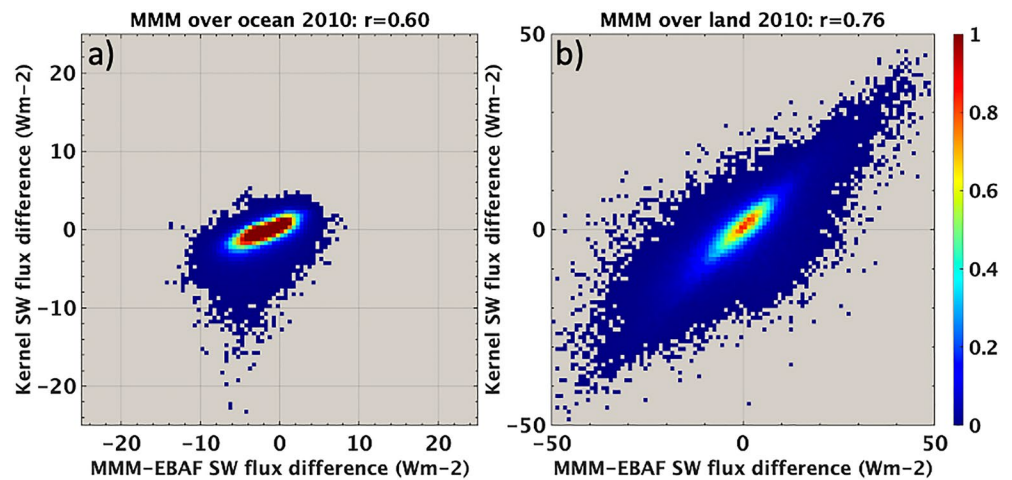 MMM over ocean 2010: r=0.60
a)
Kernel SW flux difference (Wm-2)
20
10
0
-10
-20
-20
-10
0
10
20
MMM-EBAF SW flux difference (Wm-2)
MMM over land 2010: r=0.76
b)
Kernel SW flux difference (Wm-2)
50
0
-50
-50
0
50
MMM-EBAF SW flux difference (Wm-2)
1
0.8
0.6
0.4
0.2
0